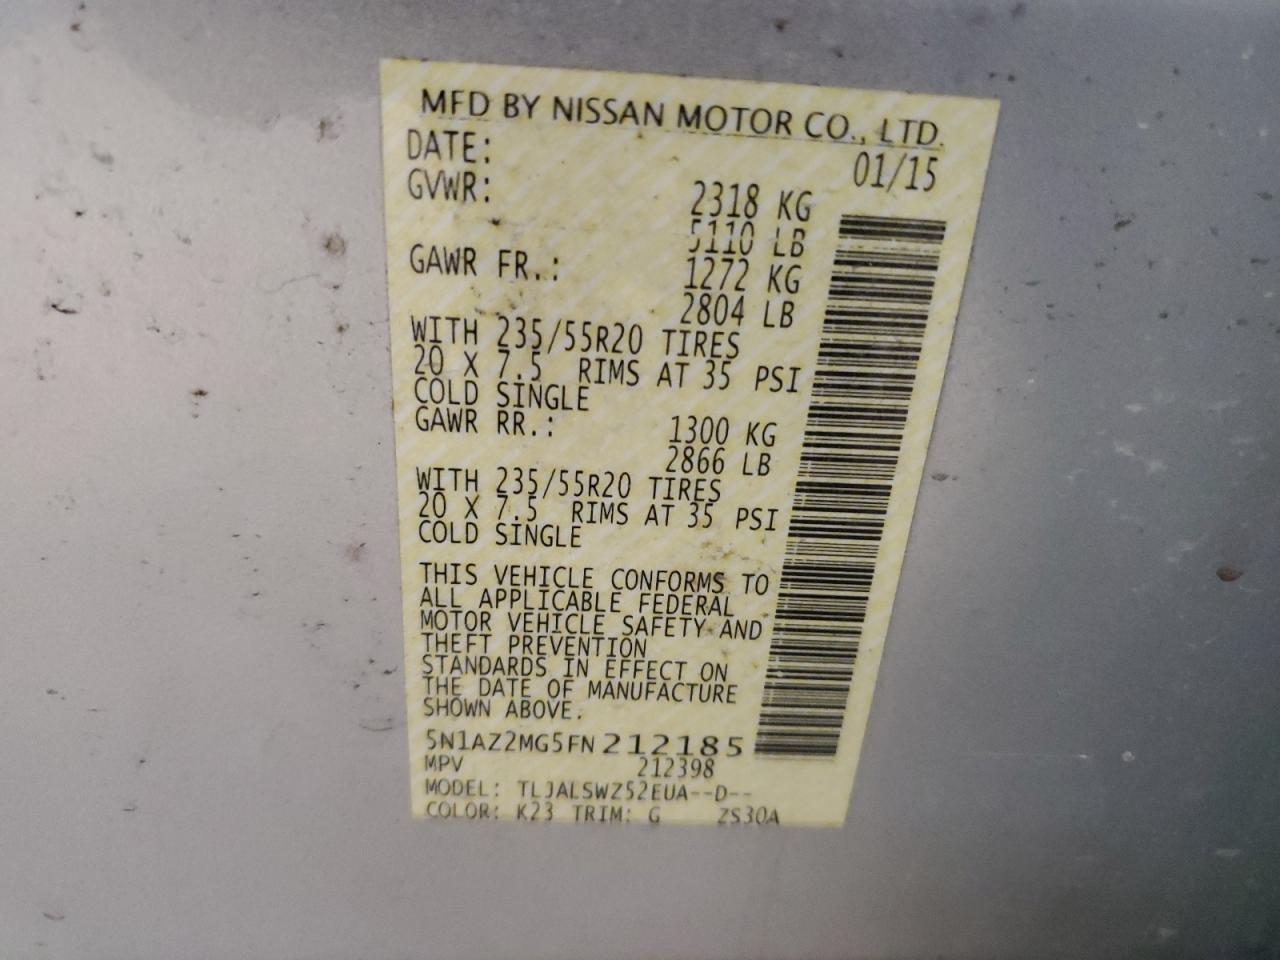 MFD BY NISSAN MOTOR CO., LTD.
DATE: 01/15
GVWR: 2318 KG
5110 LB
GAWR FR.: 1272 KG
2804 LB
WITH 235/55R20 TIRES
20 X 7.5 RIMS AT 35 PSI
COLD SINGLE
GAWR RR.: 1300 KG
2866 LB
WITH 235/55R20 TIRES
20 X 7.5 RIMS AT 35 PSI
COLD SINGLE
THIS VEHICLE CONFORMS TO
ALL APPLICABLE FEDERAL
MOTOR VEHICLE SAFETY AND
THEFT PREVENTION
STANDARDS IN EFFECT ON
THE DATE OF MANUFACTURE
SHOWN ABOVE.
5N1AZ2MG5FN212185
MPV 212398
MODEL: TLJALSWZ52EUA--D--
COLOR: K23 TRIM: G ZS30A